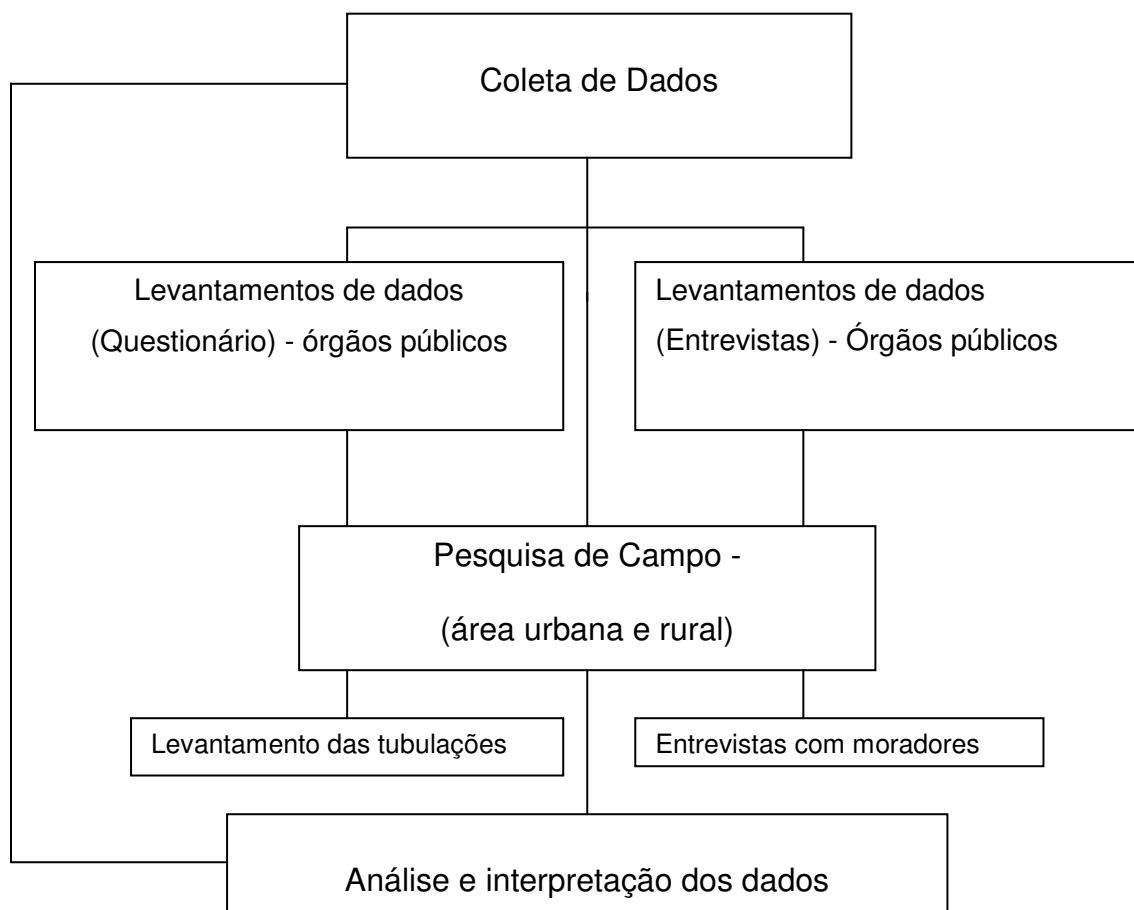 Coleta de Dados
Levantamentos de dados
(Questionário) - órgãos públicos
Levantamentos de dados
(Entrevistas) - Órgãos públicos
Pesquisa de Campo -
(área urbana e rural)
Levantamento das tubulações
Entrevistas com moradores
Análise e interpretação dos dados